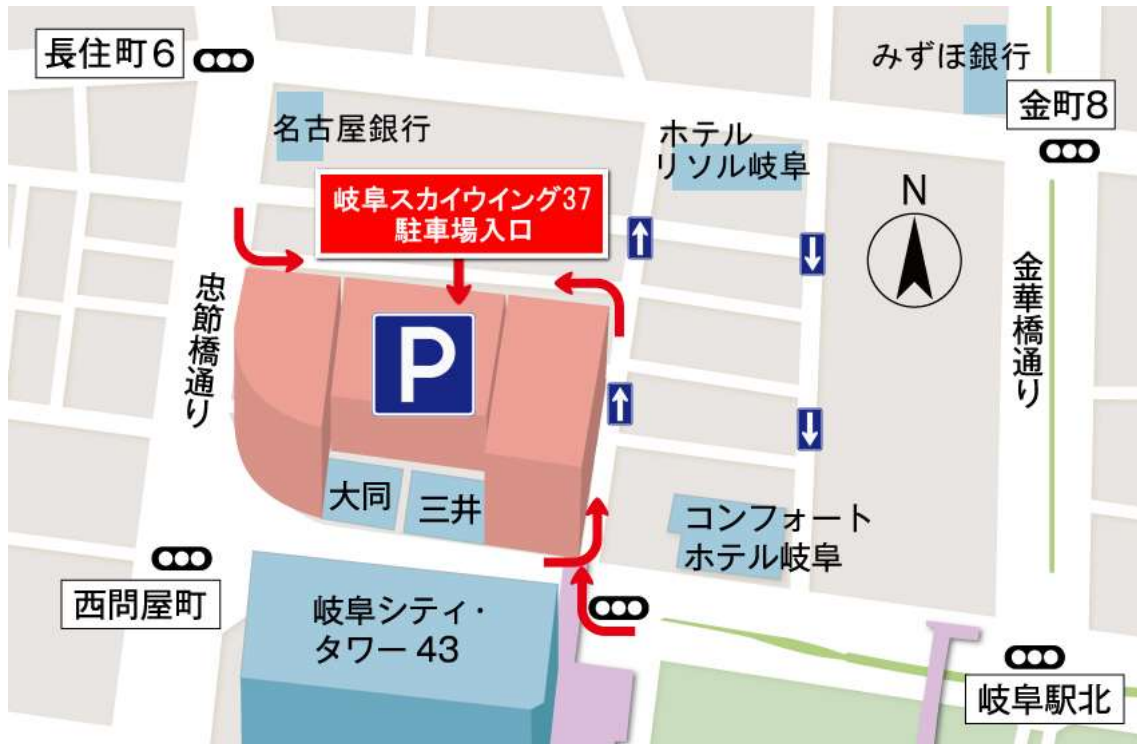 長住町6
みずほ銀行
金町8
名古屋銀行
ホテル
リソル岐阜
岐阜スカイウイング37
駐車場入口
N
忠節橋通り
金華橋通り
P
大同
三井
コンフォート
ホテル岐阜
西問屋町
岐阜シティ・
タワー43
岐阜駅北